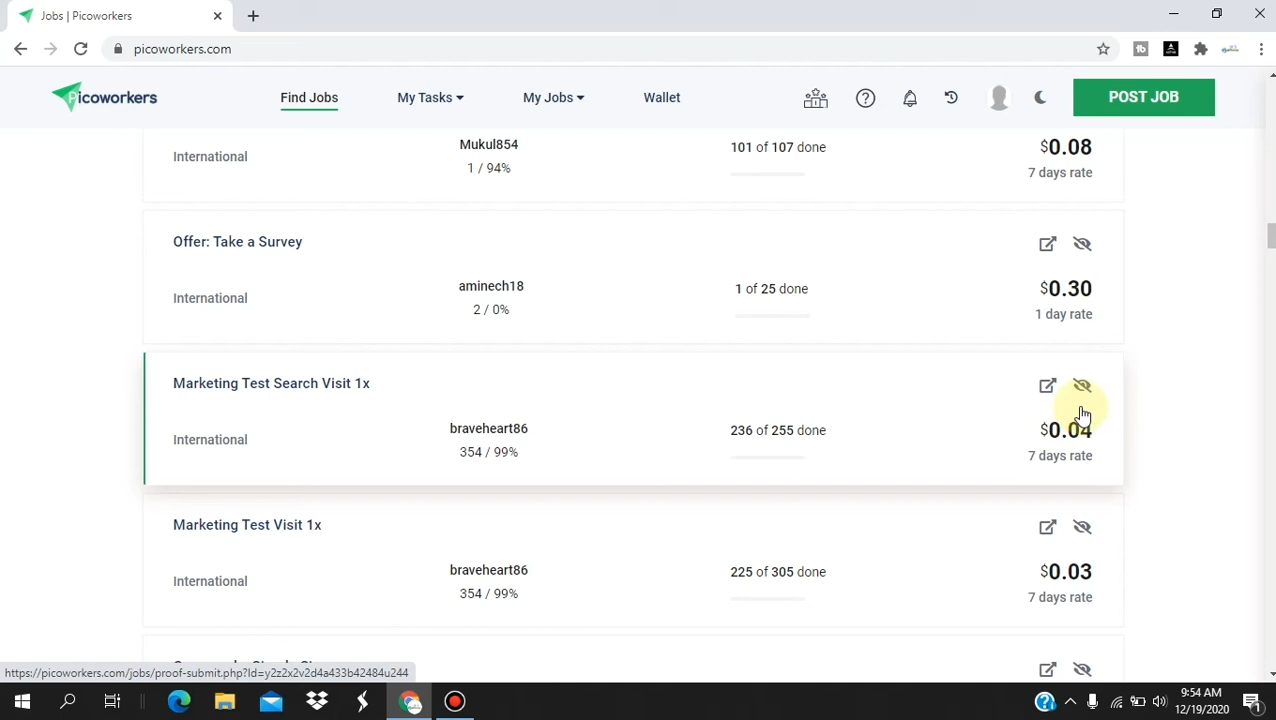 Jobs | Picoworkers
picoworkers.com
Picoworkers
Find Jobs
My Tasks
My Jobs
Wallet
POST JOB
International
Mukul854
1 / 94%
101 of 107 done
$0.08
7 days rate
Offer: Take a Survey
International
aminech18
2 / 0%
1 of 25 done
$0.30
1 day rate
Marketing Test Search Visit 1x
International
braveheart86
354 / 99%
236 of 255 done
$0.04
7 days rate
Marketing Test Visit 1x
International
braveheart86
354 / 99%
225 of 305 done
$0.03
7 days rate
https://picoworkers.com/jobs/proof-submit.php?Id=y2z2x2v2d4a433b42484u244
9:54 AM
12/19/2020